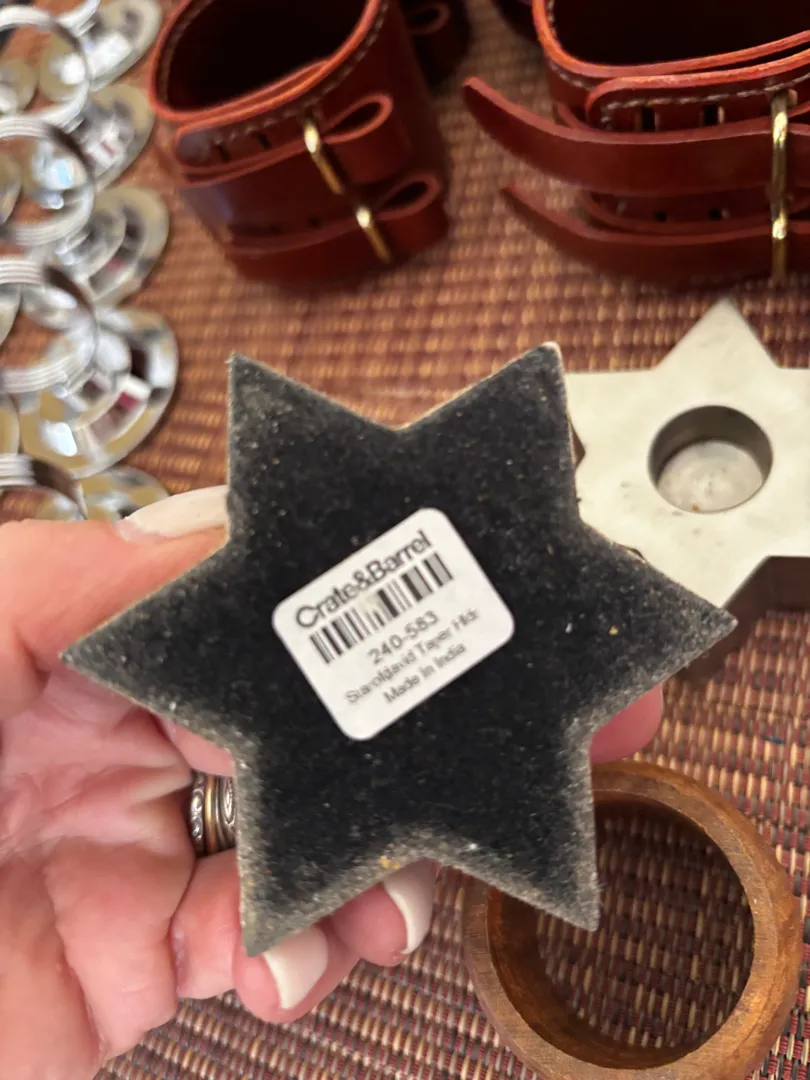 Crate&Barrel
240-583
Starofdavid Taper Hldr
Made in India